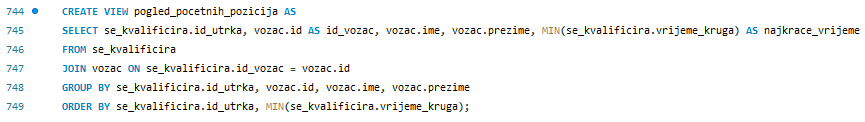 744 CREATE VIEW pogled_pocetnih_pozicija AS
745 SELECT se_kvalificira.id_utrka, vozac.id AS id_vozac, vozac.ime, vozac.prezime, MIN(se_kvalificira.vrijeme_kruga) AS najkrace_vrijeme
746 FROM se_kvalificira
747 JOIN vozac ON se_kvalificira.id_vozac = vozac.id
748 GROUP BY se_kvalificira.id_utrka, vozac.id, vozac.ime, vozac.prezime
749 ORDER BY se_kvalificira.id_utrka, MIN(se_kvalificira.vrijeme_kruga);